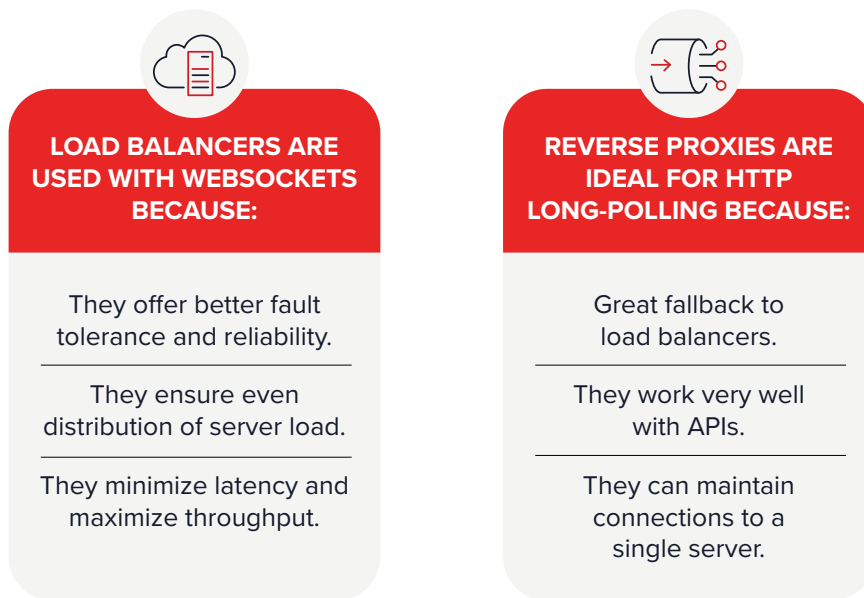 LOAD BALANCERS ARE
USED WITH WEBSOCKETS
BECAUSE:
They offer better fault
tolerance and reliability.
They ensure even
distribution of server load.
They minimize latency and
maximize throughput.
REVERSE PROXIES ARE
IDEAL FOR HTTP
LONG-POLLING BECAUSE:
Great fallback to
load balancers.
They work very well
with APIs.
They can maintain
connections to a
single server.